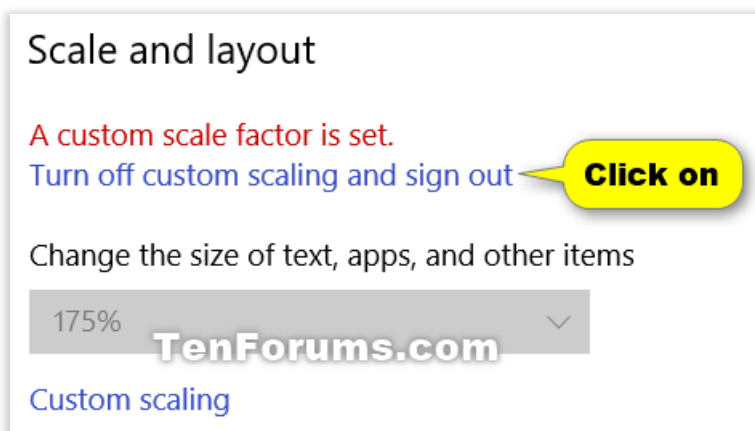 Scale and layout
A custom scale factor is set.
Turn off custom scaling and sign out
Click on
Change the size of text, apps, and other items
175%
TenForums.com
Custom scaling